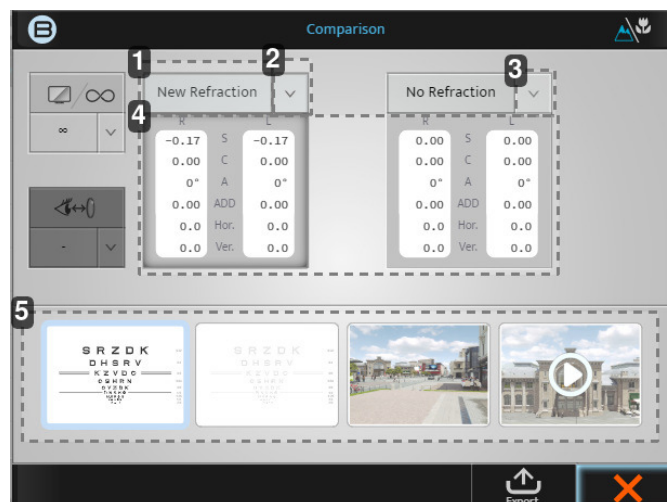 B
Comparison
1
2
3
New Refraction
No Refraction
∞
∞
4
R L
R L
−0.17 S −0.17
0.00 S 0.00
0.00 C 0.00
0.00 C 0.00
0° A 0°
0° A 0°
0.00 ADD 0.00
0.00 ADD 0.00
0.0 Hor. 0.0
0.0 Hor. 0.0
0.0 Ver. 0.0
0.0 Ver. 0.0
-
5
S R Z D K
D H S R V
K Z V D C
S R Z D K
D H S R V
Export